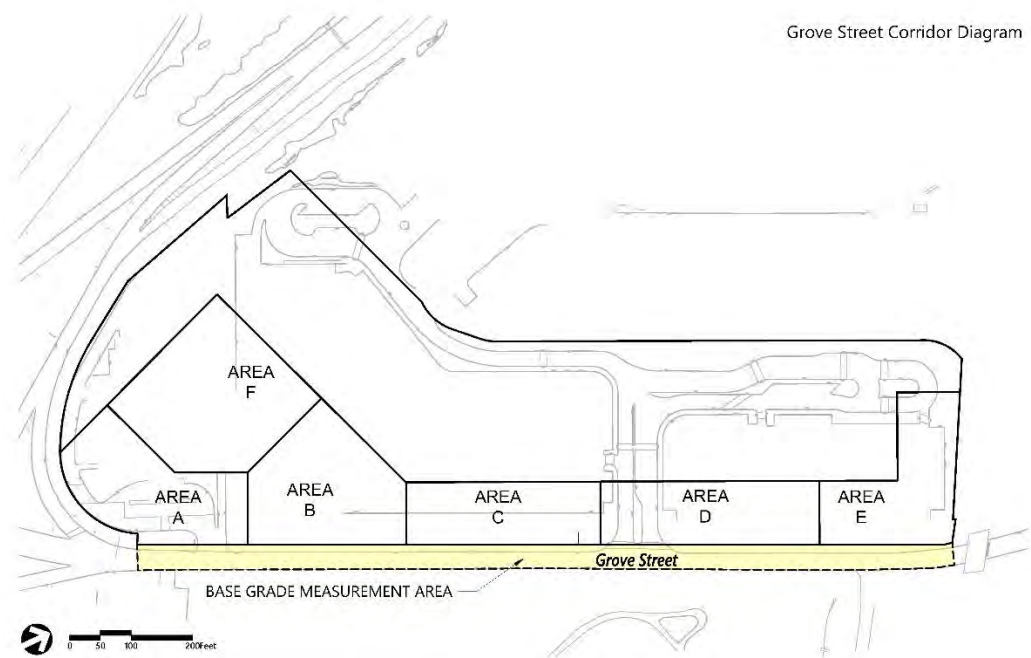 Grove Street Corridor Diagram
AREA
F
AREA
A
AREA
B
AREA
C
AREA
D
AREA
E
Grove Street
BASE GRADE MEASUREMENT AREA
0 50 100 200Feet